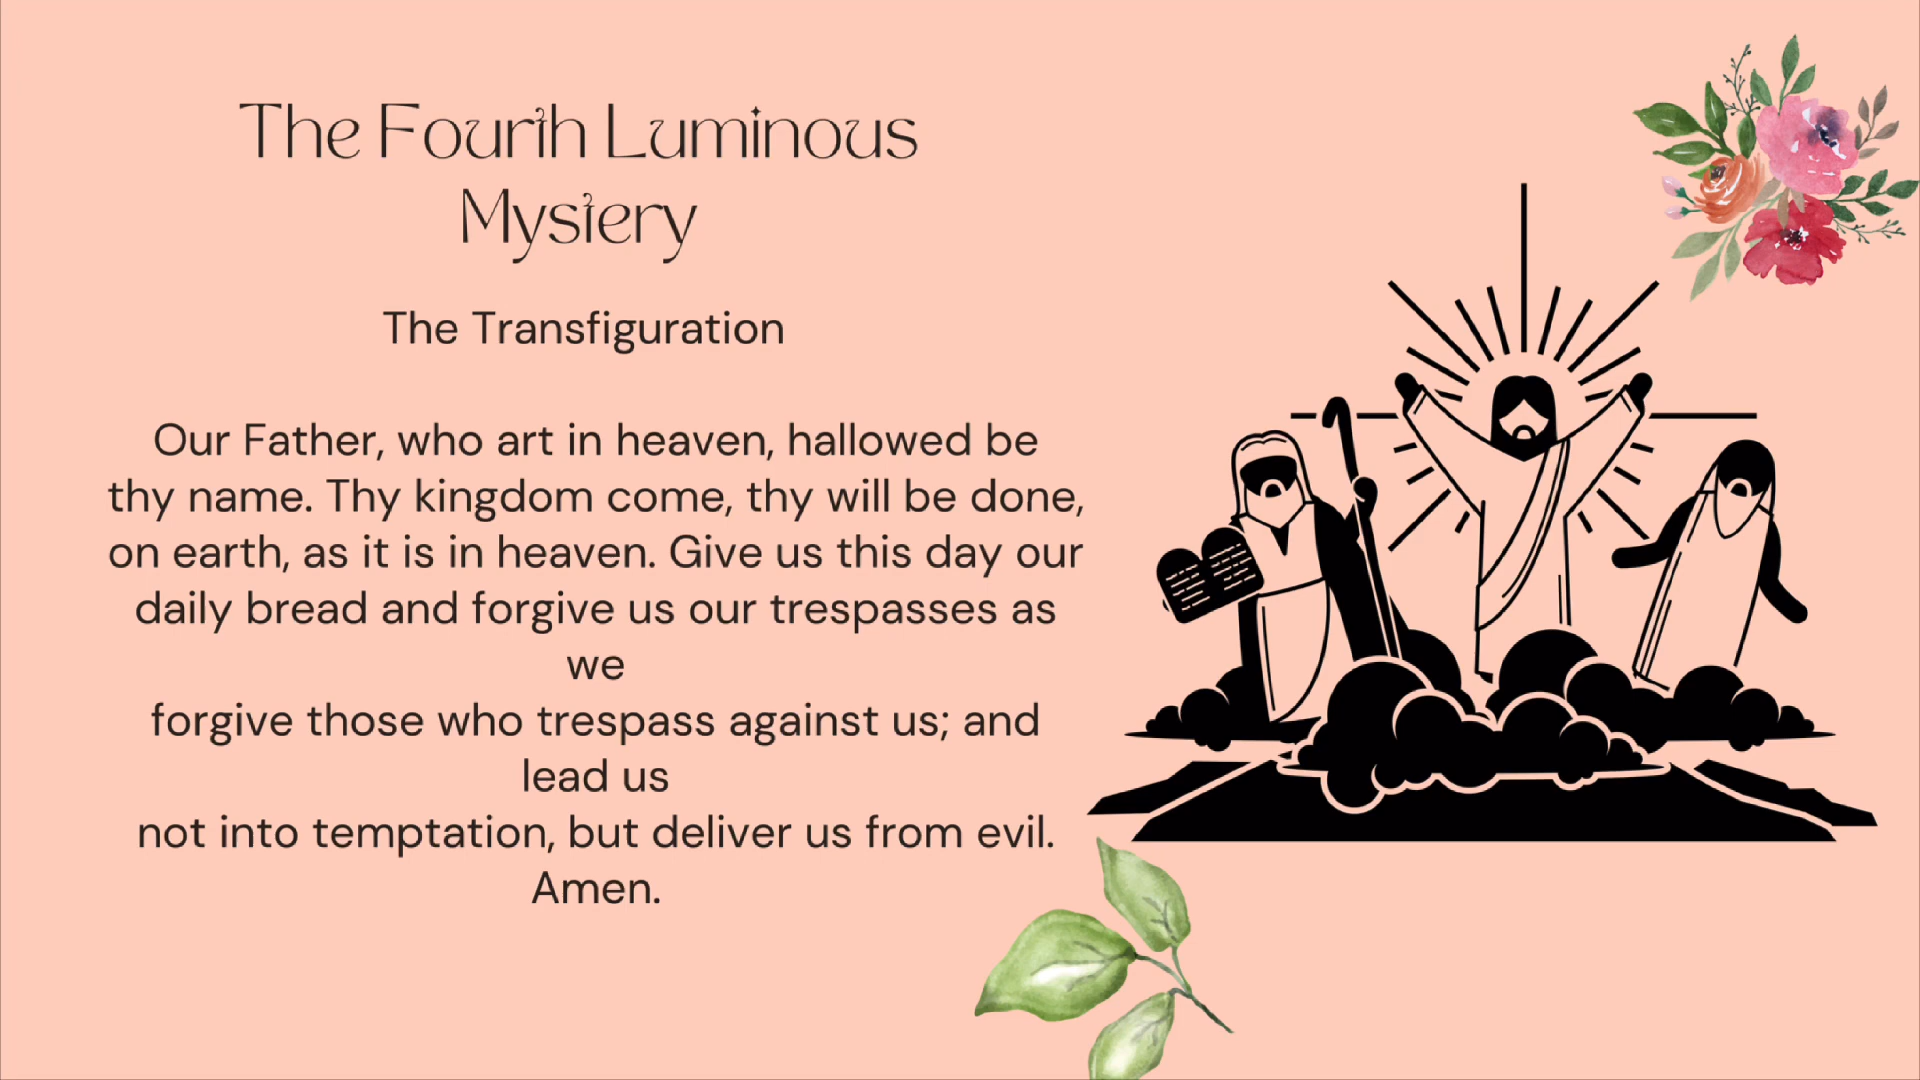 The Fourth Luminous
Mystery
The Transfiguration
Our Father, who art in heaven, hallowed be
thy name. Thy kingdom come, thy will be done,
on earth, as it is in heaven. Give us this day our
daily bread and forgive us our trespasses as
we
forgive those who trespass against us; and
lead us
not into temptation, but deliver us from evil.
Amen.